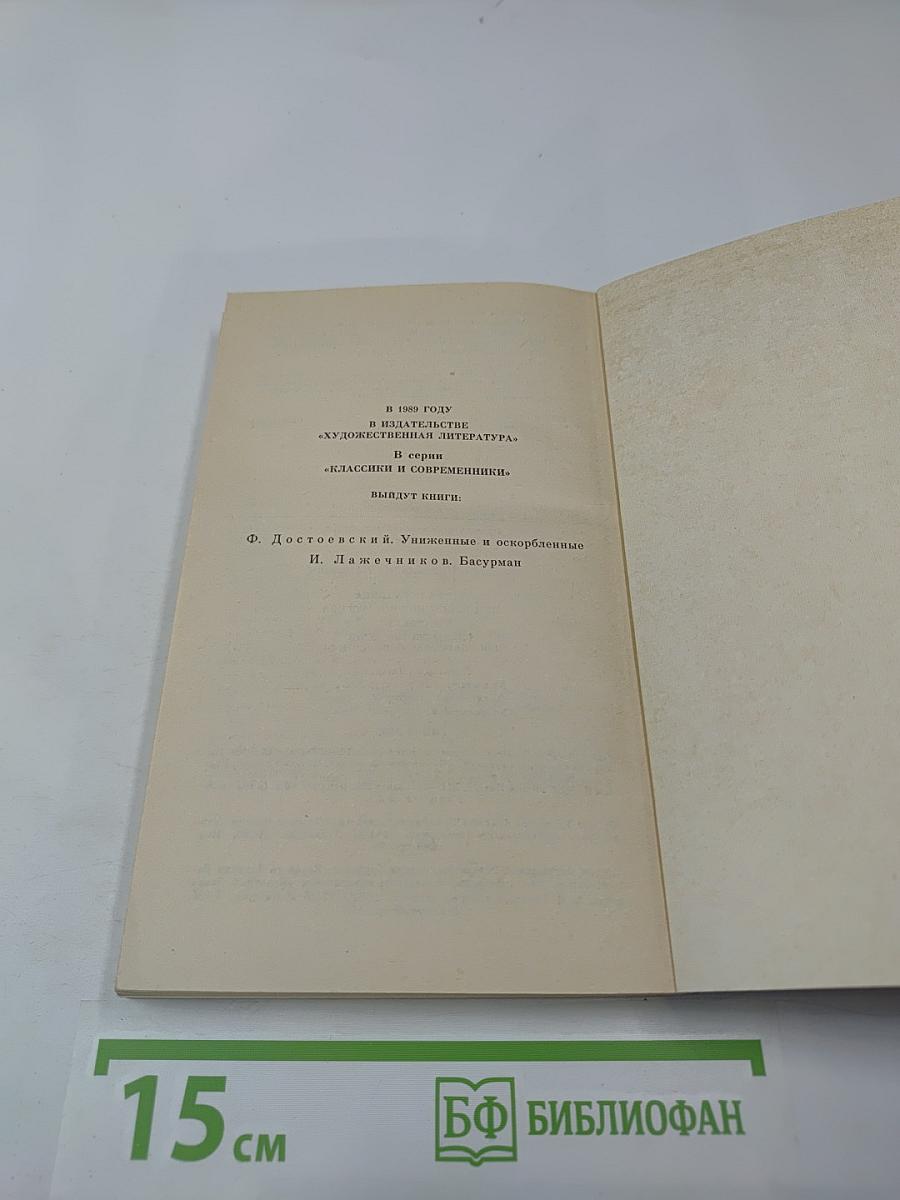 В 1989 ГОДУ
В ИЗДАТЕЛЬСТВЕ
«ХУДОЖЕСТВЕННАЯ ЛИТЕРАТУРА»
В серии
«КЛАССИКИ И СОВРЕМЕННИКИ»
ВЫЙДУТ КНИГИ:
Ф. Достоевский. Униженные и оскорбленные
И. Лажечников. Басурман
15 см
БФ БИБЛИОФАН